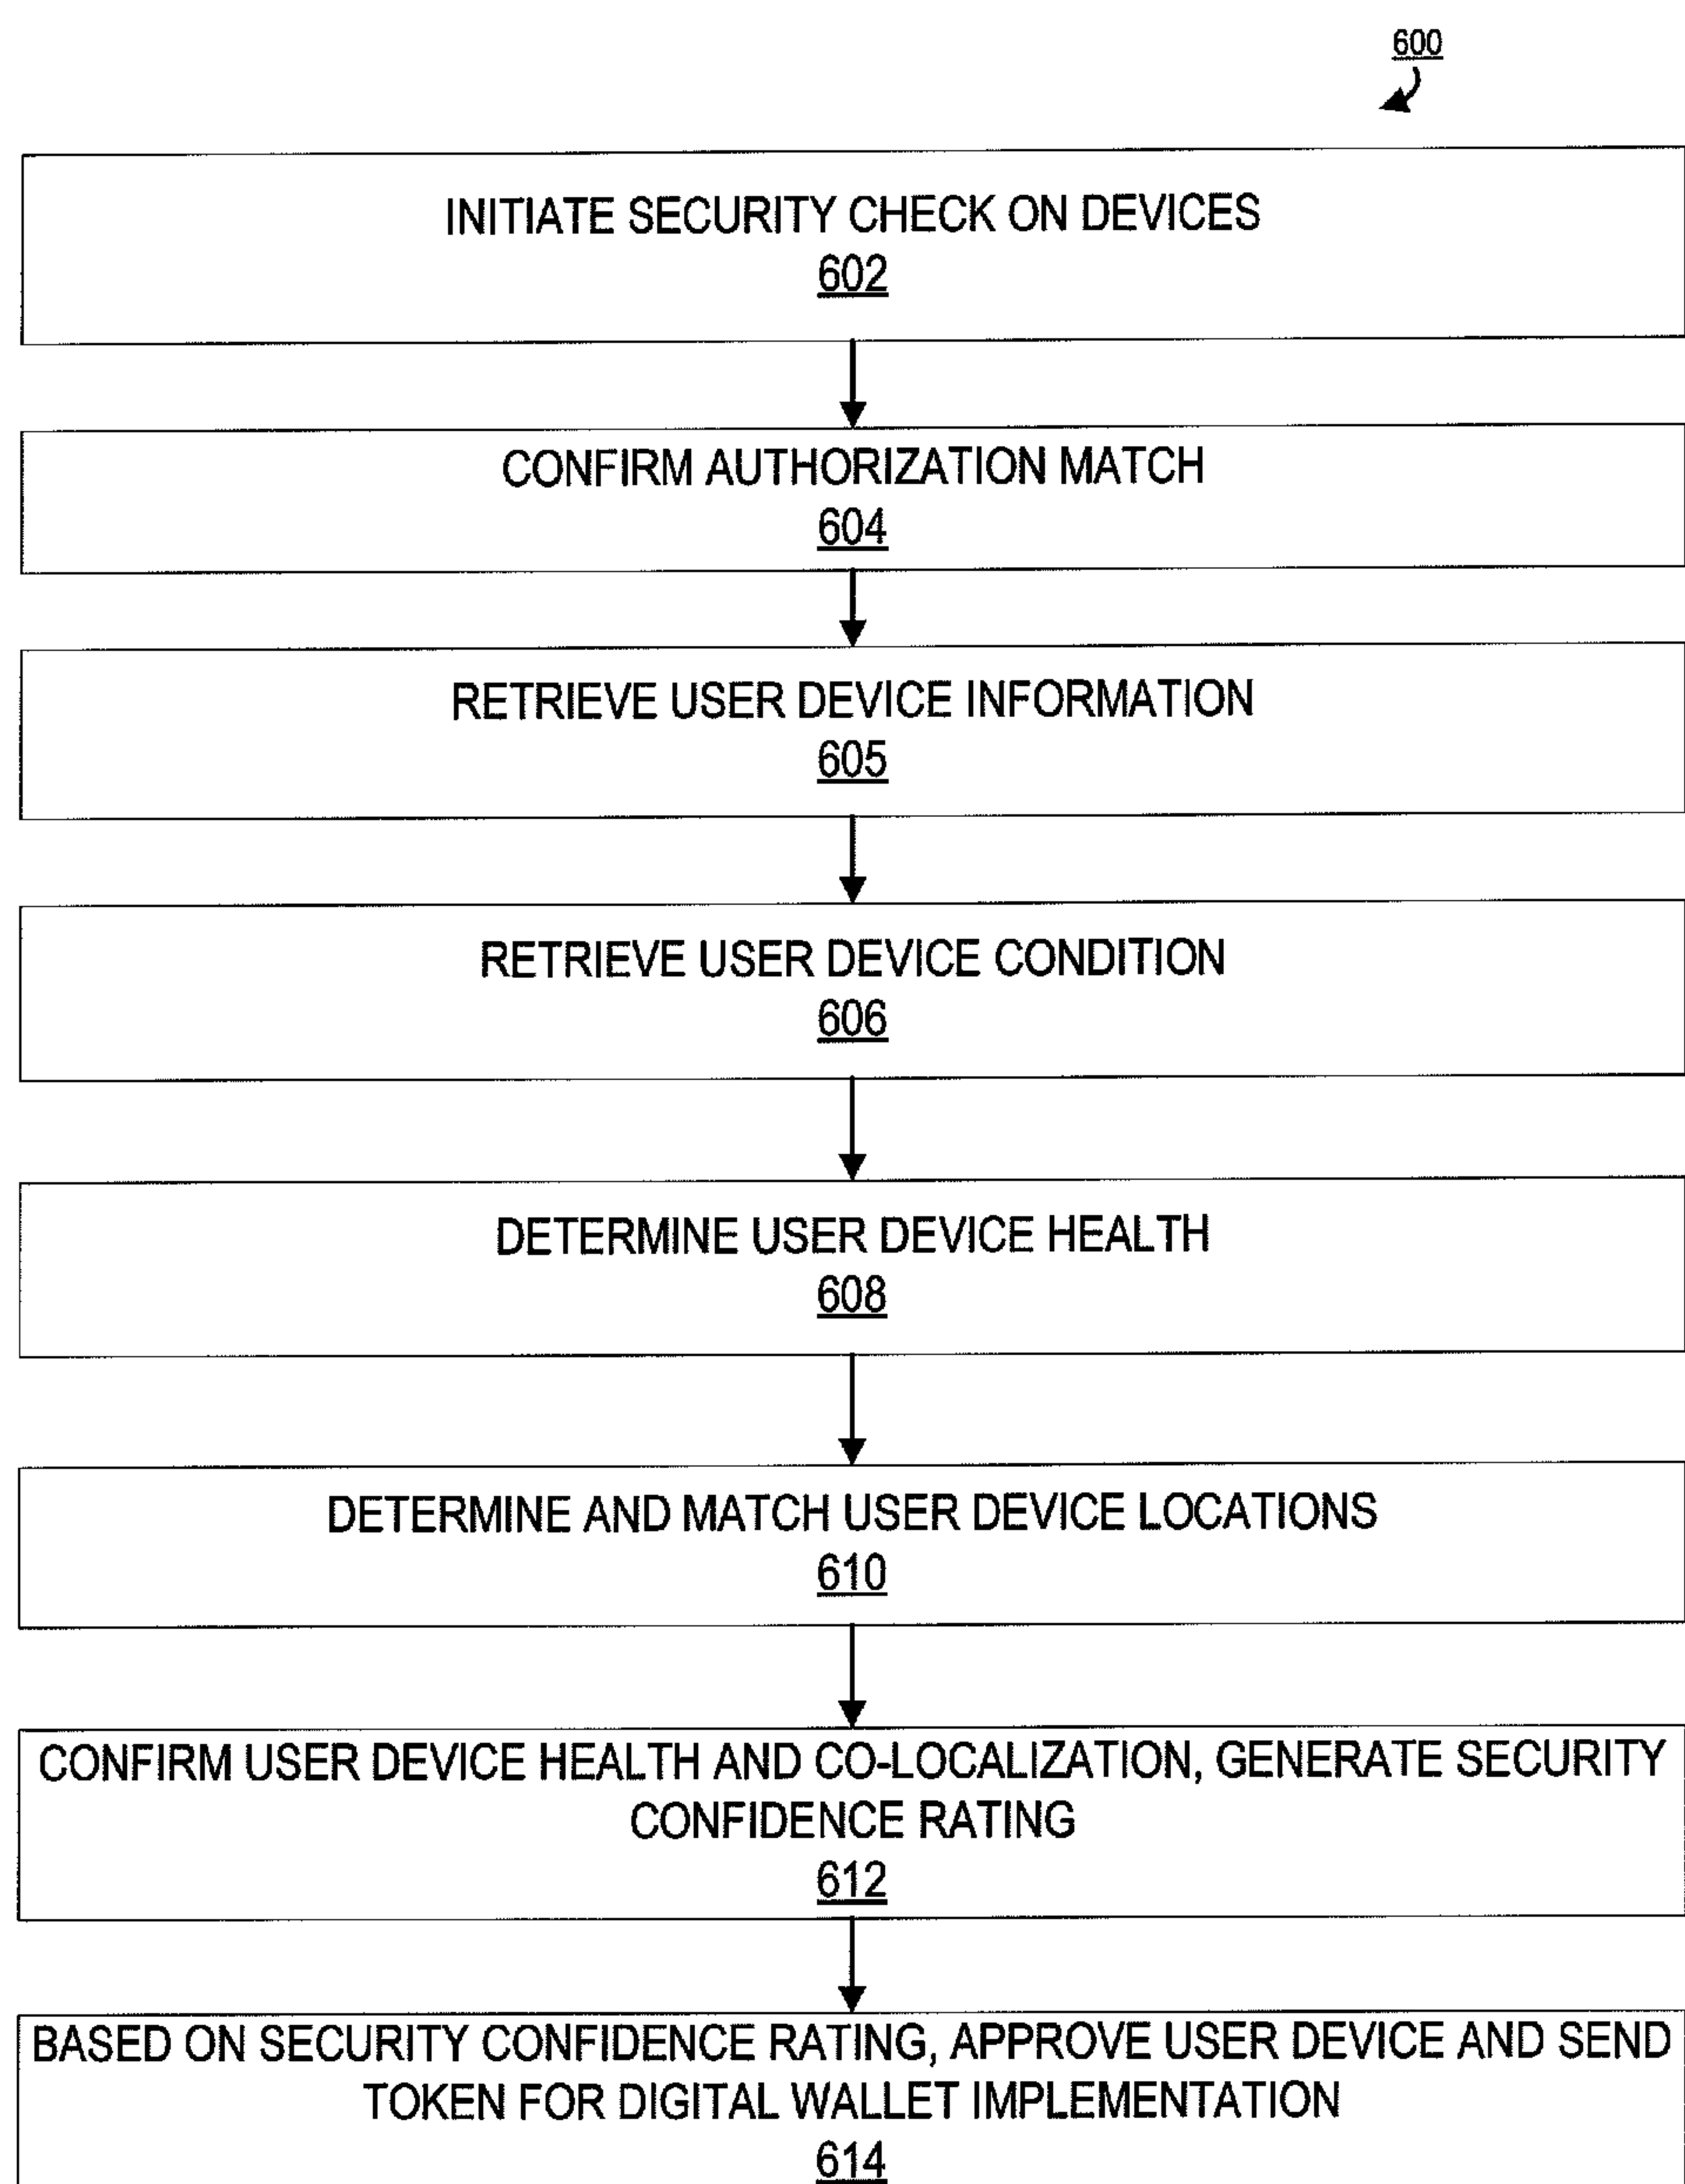 600
INITIATE SECURITY CHECK ON DEVICES
602
CONFIRM AUTHORIZATION MATCH
604
RETRIEVE USER DEVICE INFORMATION
605
RETRIEVE USER DEVICE CONDITION
606
DETERMINE USER DEVICE HEALTH
608
DETERMINE AND MATCH USER DEVICE LOCATIONS
610
CONFIRM USER DEVICE HEALTH AND CO-LOCALIZATION, GENERATE SECURITY
CONFIDENCE RATING
612
BASED ON SECURITY CONFIDENCE RATING, APPROVE USER DEVICE AND SEND
TOKEN FOR DIGITAL WALLET IMPLEMENTATION
614